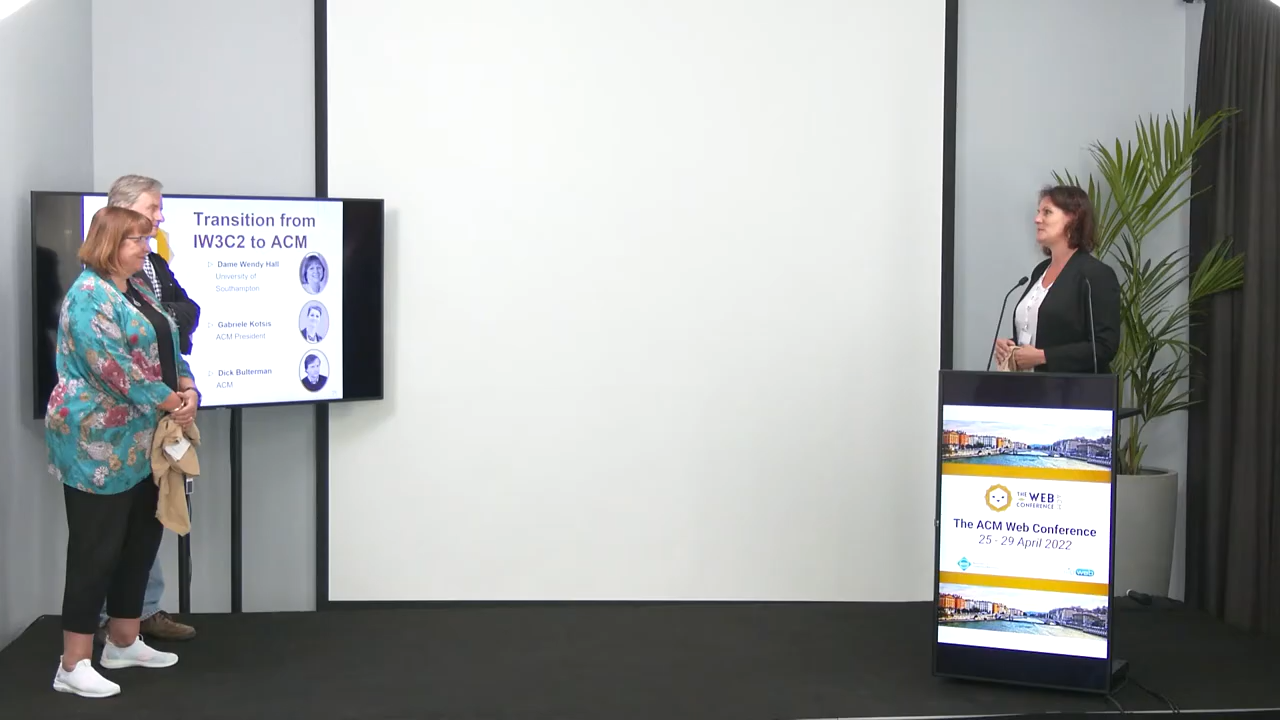 Transition from
IW3C2 to ACM
Dame Wendy Hall
University of
Southampton
Gabriele Kotsis
ACM President
Dick Bulterman
ACM
THE WEB
CONFERENCE
The ACM Web Conference
25 - 29 April 2022